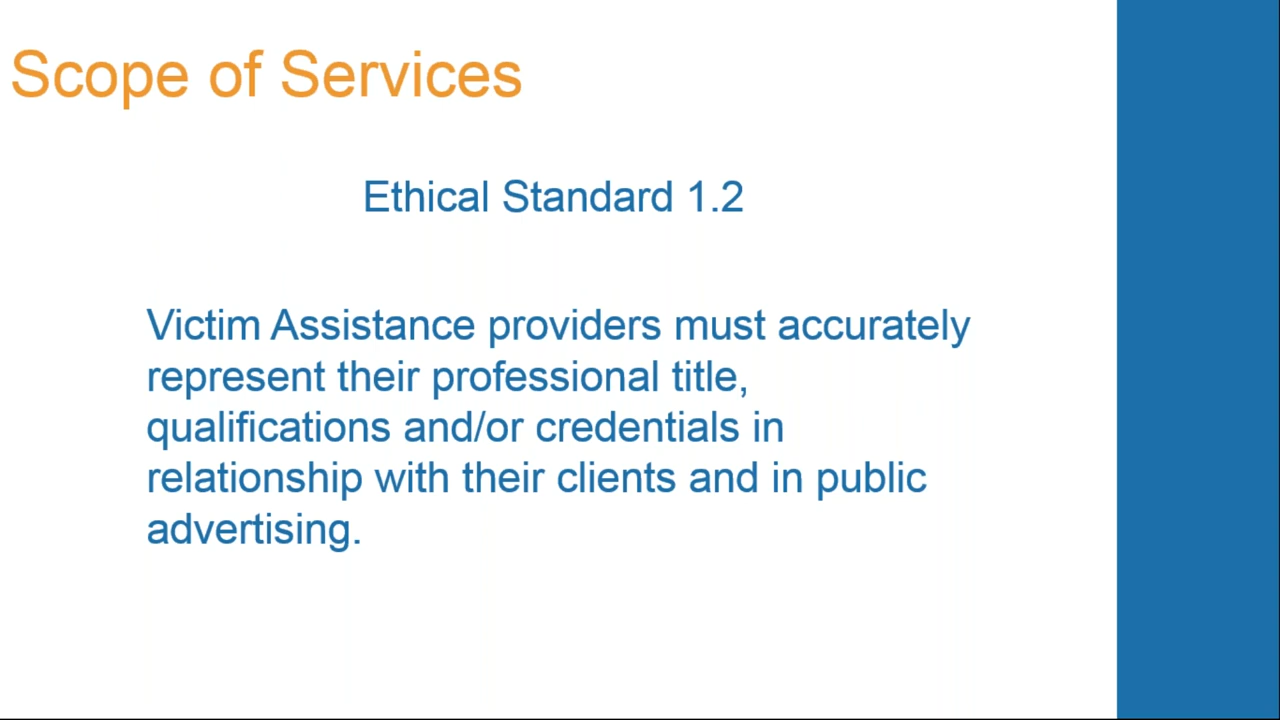 Scope of Services
Ethical Standard 1.2
Victim Assistance providers must accurately
represent their professional title,
qualifications and/or credentials in
relationship with their clients and in public
advertising.